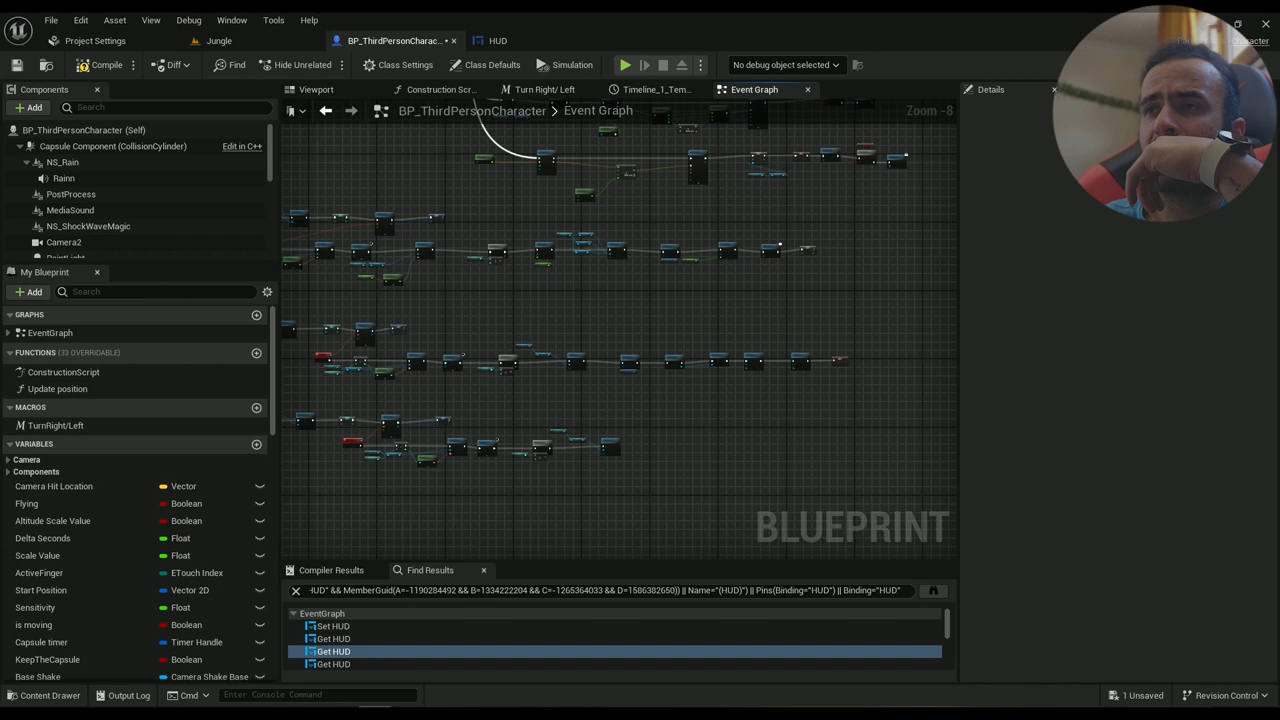 File Edit Asset View Window Debug Tools Help
Project Settings Jungle BP_ThirdPersonCharac... • HUD
Compile Diff Find Hide Unrelated Class Settings Class Defaults Simulation No debug object selected
Components Viewport Construction Scr... Turn Right/ Left Timeline_1_Tem... Event Graph Details
Add Search BP_ThirdPersonCharacter > Event Graph Zoom -8
BP_ThirdPersonCharacter (Self)
Capsule Component (CollisionCylinder) Edit in C++
NS_Rain
Rainn
PostProcess
MediaSound
NS_ShockWaveMagic
Camera2
My Blueprint
Add Search
GRAPHS
EventGraph
FUNCTIONS (33 OVERRIDABLE)
ConstructionScript
Update position
MACROS
TurnRight/Left
VARIABLES
Camera
Components
Camera Hit Location Vector
Flying Boolean
Altitude Scale Value Boolean
Delta Seconds Float
Scale Value Float
ActiveFinger ETouch Index
Start Position Vector 2D
Sensitivity Float
is moving Boolean
Capsule timer Timer Handle
KeepTheCapsule Boolean
Base Shake Camera Shake Base
BLUEPRINT
Compiler Results Find Results
HUD" && MemberGuid(A=-1190284492 && B=1334222204 && C=-1265364033 && D=1586382650)) || Name="(HUD)") || Pins(Binding="HUD") || Binding="HUD"
EventGraph
Set HUD
Get HUD
Get HUD
Get HUD
Content Drawer Output Log Cmd Enter Console Command 1 Unsaved Revision Control